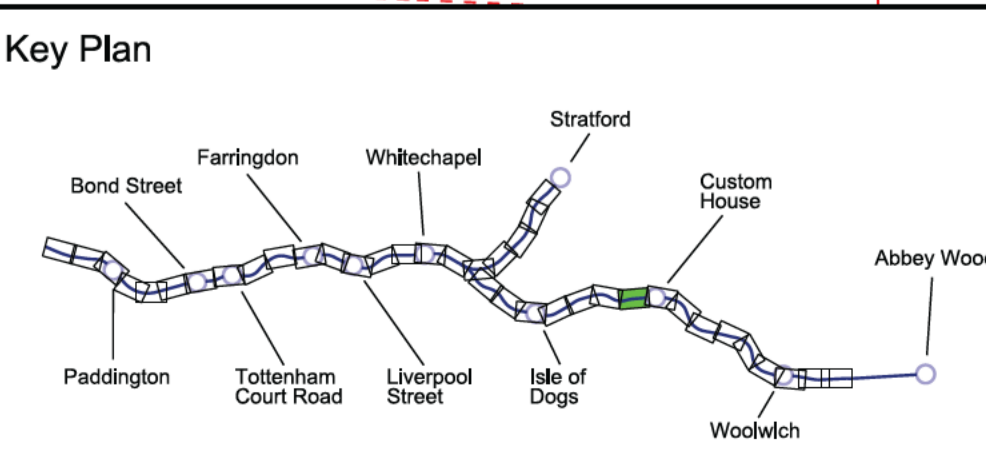 Key Plan
Stratford
Farringdon
Whitechapel
Bond Street
Custom
House
Abbey Woo
Paddington
Tottenham
Court Road
Liverpool
Street
Isle of
Dogs
Woolwich